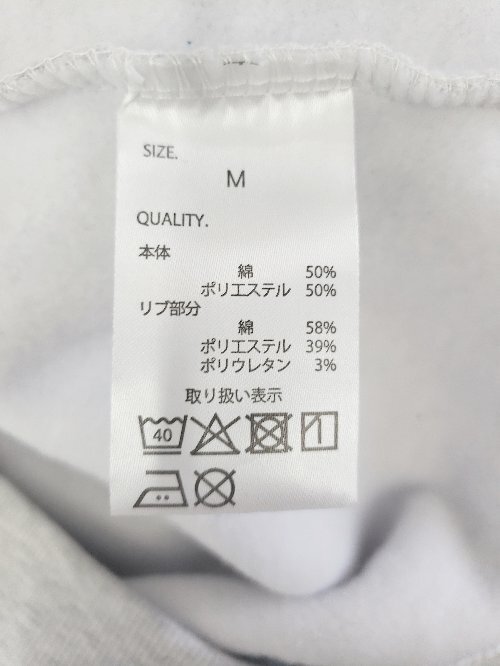 SIZE.
M
QUALITY.
本体
綿 50%
ポリエステル 50%
リブ部分
綿 58%
ポリエステル 39%
ポリウレタン 3%
取り扱い表示
40